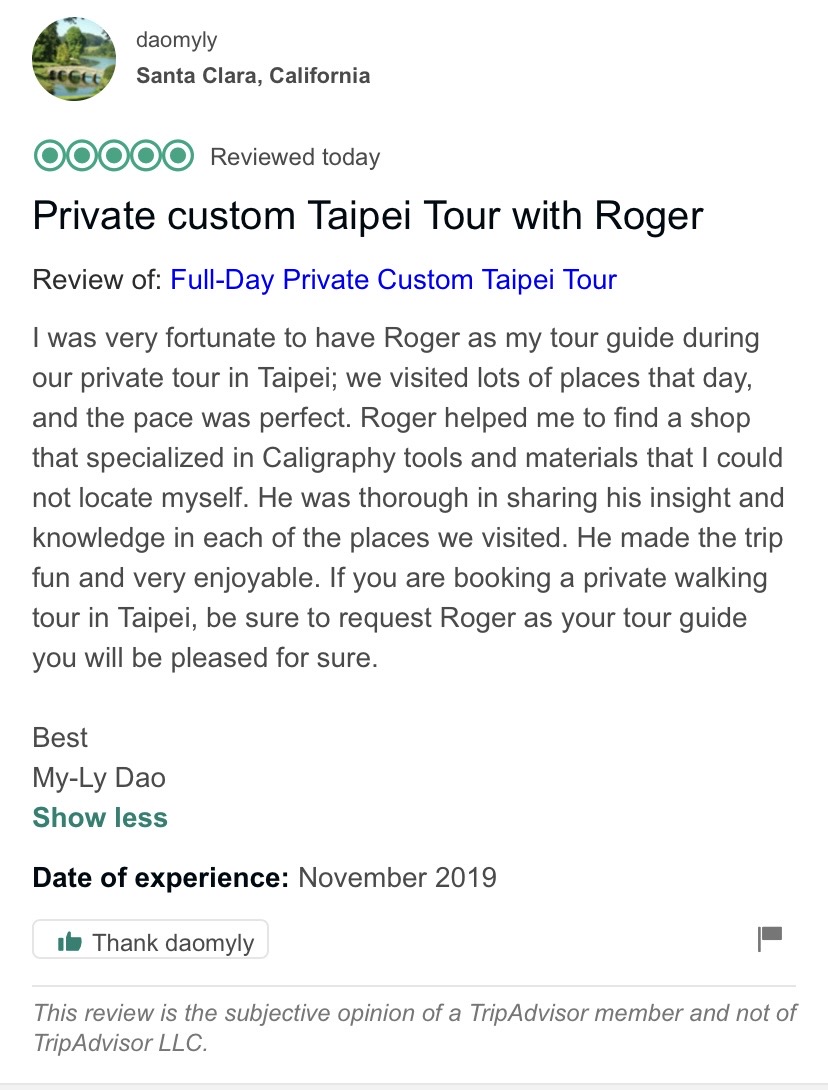 daomyly
Santa Clara, California
Reviewed today
Private custom Taipei Tour with Roger
Review of: Full-Day Private Custom Taipei Tour
I was very fortunate to have Roger as my tour guide during
our private tour in Taipei; we visited lots of places that day,
and the pace was perfect. Roger helped me to find a shop
that specialized in Caligraphy tools and materials that I could
not locate myself. He was thorough in sharing his insight and
knowledge in each of the places we visited. He made the trip
fun and very enjoyable. If you are booking a private walking
tour in Taipei, be sure to request Roger as your tour guide
you will be pleased for sure.
Best
My-Ly Dao
Show less
Date of experience: November 2019
Thank daomyly
This review is the subjective opinion of a TripAdvisor member and not of
TripAdvisor LLC.